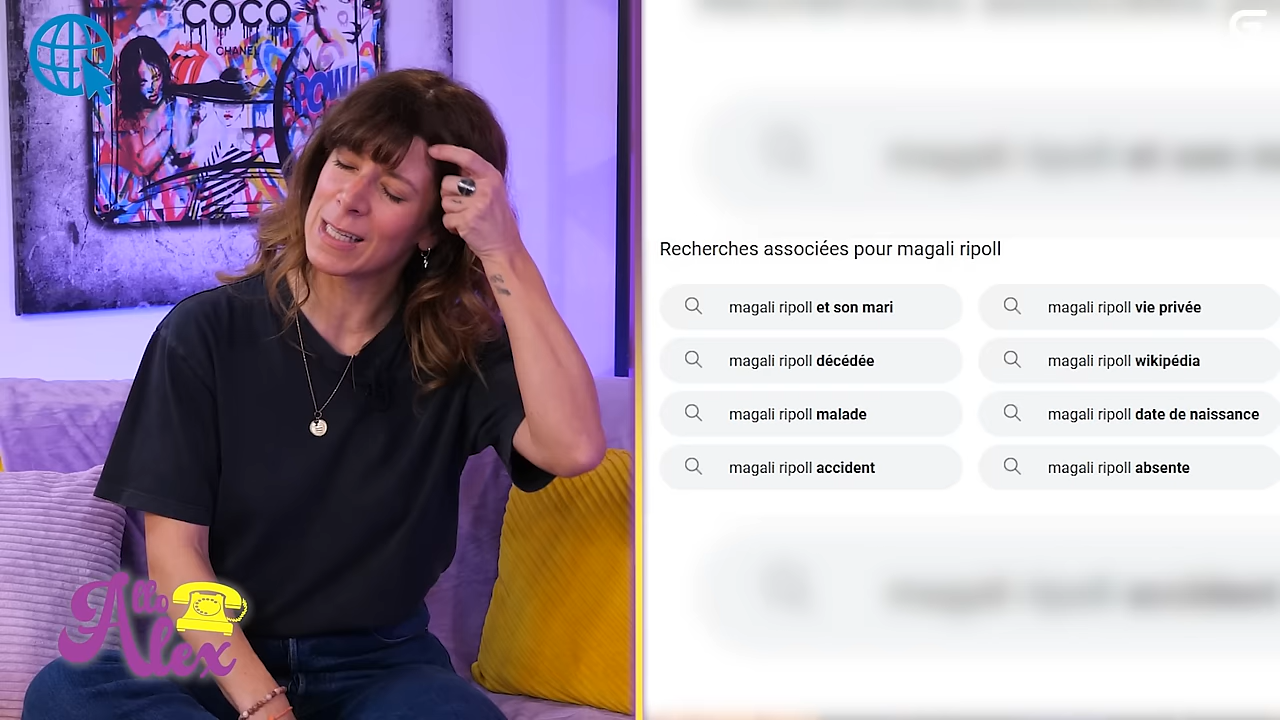 COCO
CHANEL
POW!
Allo
Alex
Recherches associées pour magali ripoll
magali ripoll et son mari
magali ripoll vie privée
magali ripoll décédée
magali ripoll wikipédia
magali ripoll malade
magali ripoll date de naissance
magali ripoll accident
magali ripoll absente